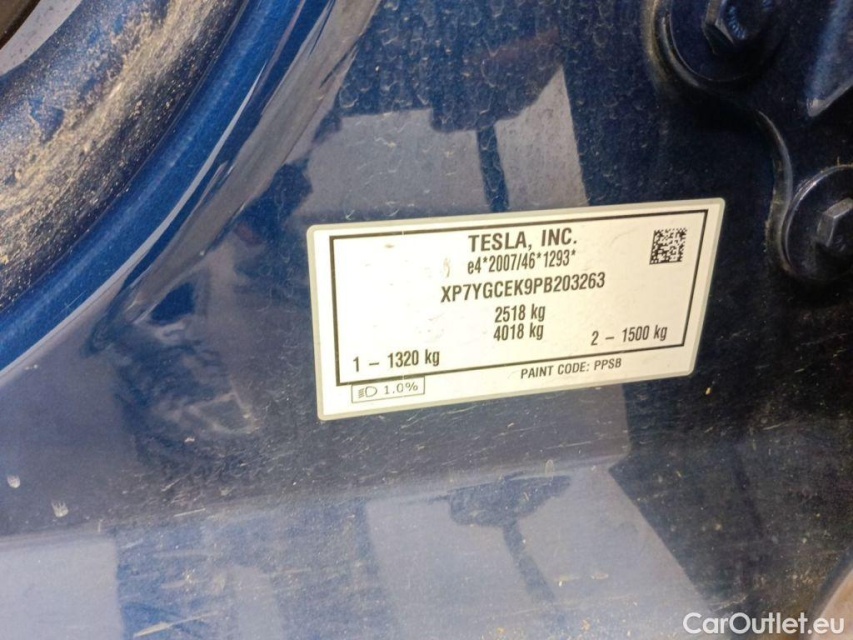 TESLA, INC.
e4*2007/46*1293*
XP7YGCEK9PB203263
2518 kg
4018 kg
1 – 1320 kg
2 – 1500 kg
1.0%
PAINT CODE: PPSB
CarOutlet.eu